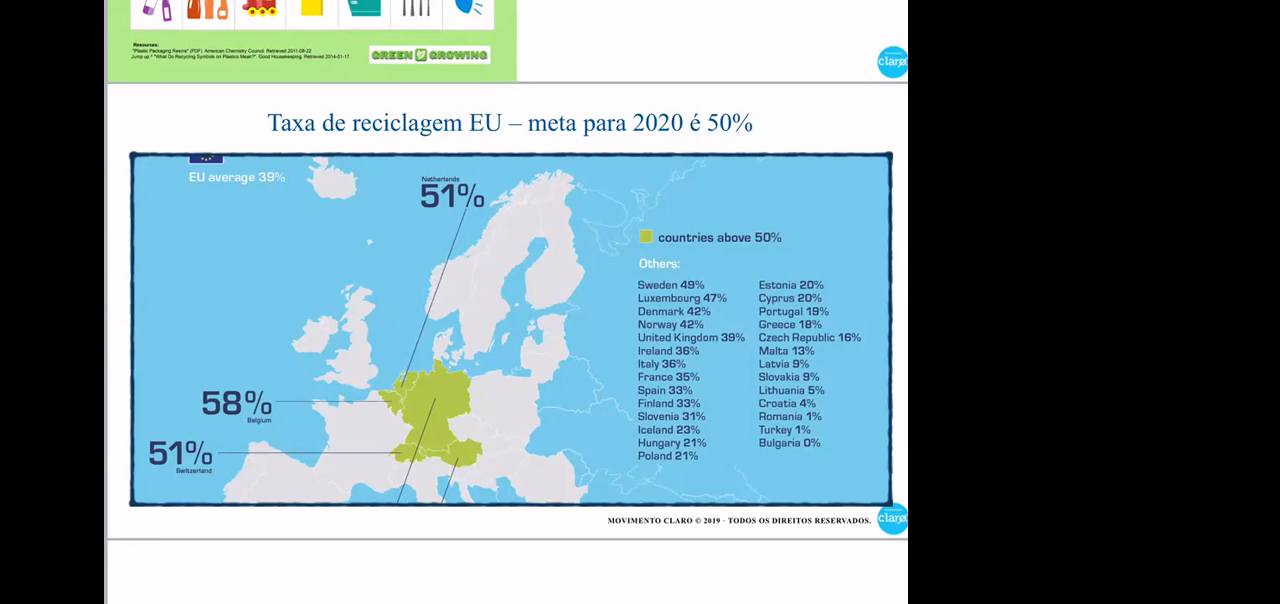 Resources:
"Plastic Packaging Resins" (PDF). American Chemistry Council. Retrieved 2011-08-22.
Jump up ^ "What Do Recycling Symbols on Plastics Mean?". Good Housekeeping. Retrieved 2014-01-17.
GREEN GROWING
claro
Taxa de reciclagem EU – meta para 2020 é 50%
EU average 39%
Netherlands
51%
countries above 50%
Others:
Sweden 49%
Luxembourg 47%
Denmark 42%
Norway 42%
United Kingdom 39%
Ireland 36%
Italy 36%
France 35%
Spain 33%
Finland 33%
Slovenia 31%
Iceland 23%
Hungary 21%
Poland 21%
Estonia 20%
Cyprus 20%
Portugal 19%
Greece 18%
Czech Republic 16%
Malta 13%
Latvia 9%
Slovakia 9%
Lithuania 5%
Croatia 4%
Romania 1%
Turkey 1%
Bulgaria 0%
58%
Belgium
51%
Switzerland
MOVIMENTO CLARO © 2019 · TODOS OS DIREITOS RESERVADOS.
claro